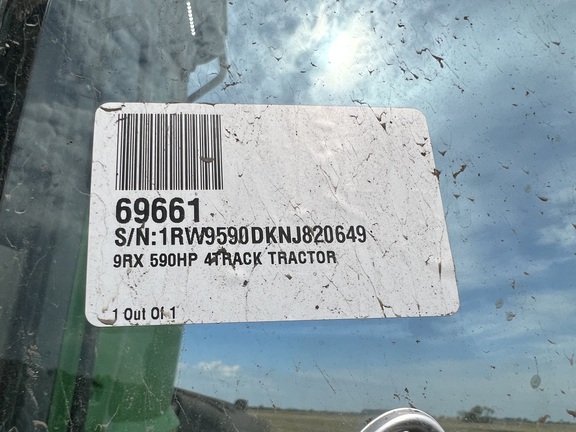 69661
S/N:1RW9590DKNJ820649
9RX 590HP 4TRACK TRACTOR
1 Out Of 1